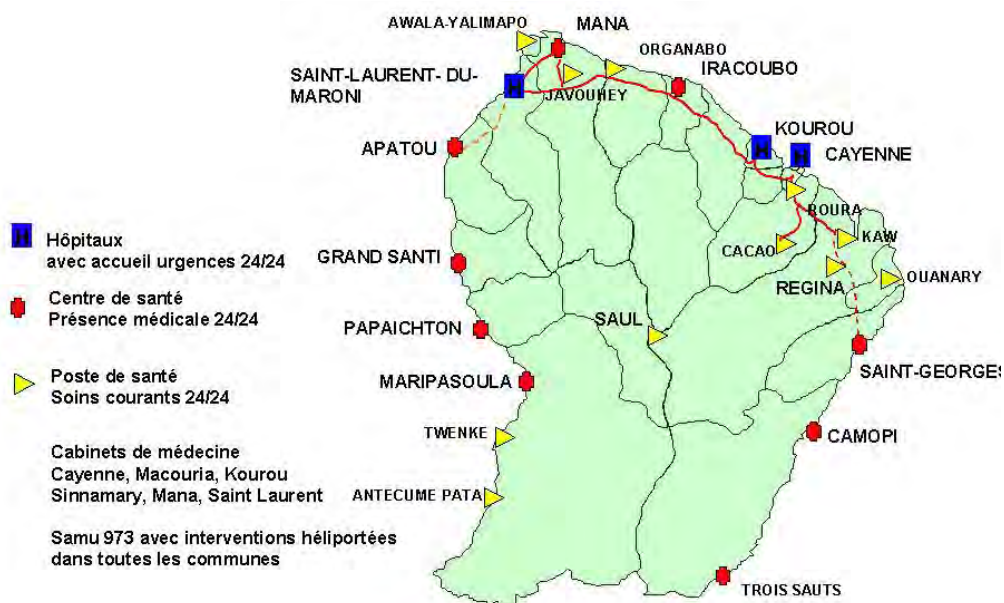 AWALA-YALIMAPO
MANA
ORGANABO
IRACOUBO
SAINT-LAURENT- DU-
MARONI
H
JAVOUHEY
KOUROU
H
H
CAYENNE
APATOU
ROURA
CACAO
KAW
H
Hôpitaux
avec accueil urgences 24/24
GRAND SANTI
REGINA
OUANARY
Centre de santé
Présence médicale 24/24
PAPAICHTON
SAUL
SAINT-GEORGES
MARIPASOULA
Poste de santé
Soins courants 24/24
TWENKE
CAMOPI
Cabinets de médecine
Cayenne, Macouria, Kourou
Sinnamary, Mana, Saint Laurent
ANTECUME PATA
Samu 973 avec interventions héliportées
dans toutes les communes
TROIS SAUTS